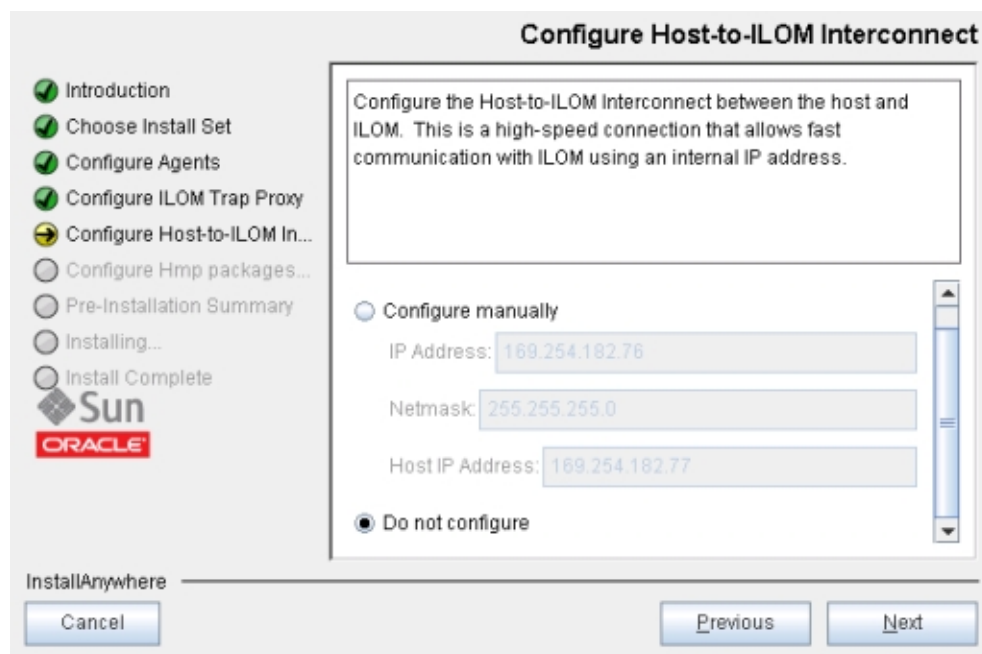 Configure Host-to-ILOM Interconnect
Introduction
Choose Install Set
Configure Agents
Configure ILOM Trap Proxy
Configure Host-to-ILOM In...
Configure Hmp packages...
Pre-Installation Summary
Installing...
Install Complete
Sun
ORACLE
Configure the Host-to-ILOM Interconnect between the host and
ILOM. This is a high-speed connection that allows fast
communication with ILOM using an internal IP address.
Configure manually
IP Address: 169.254.182.76
Netmask: 255.255.255.0
Host IP Address: 169.254.182.77
Do not configure
InstallAnywhere
Cancel
Previous
Next